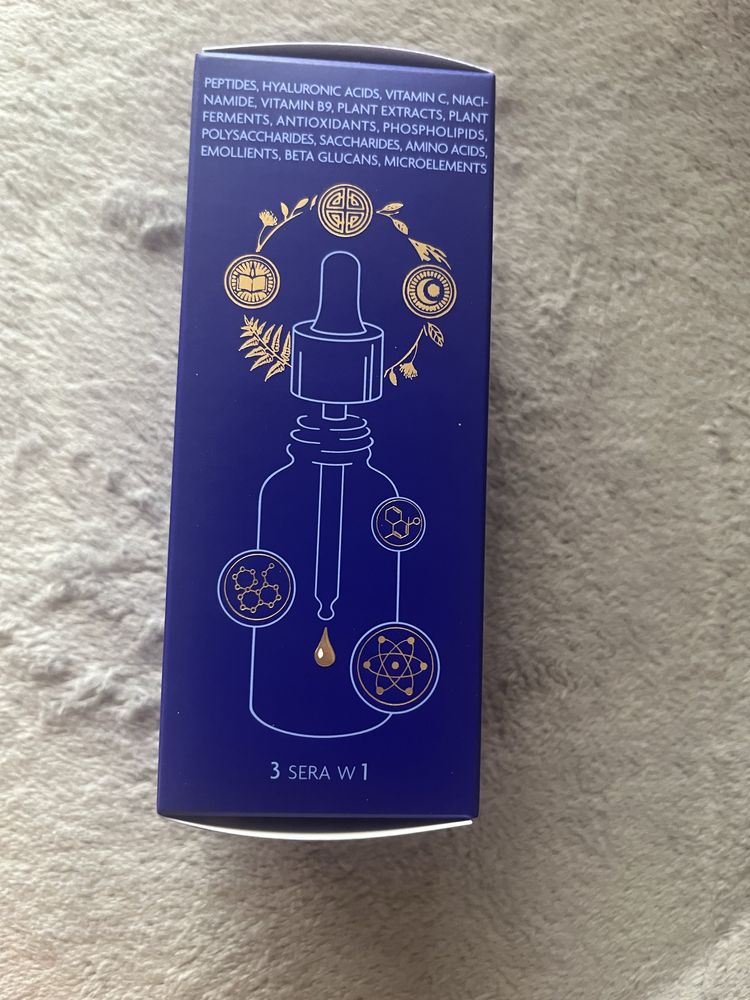 PEPTIDES, HYALURONIC ACIDS, VITAMIN C, NIACI-
NAMIDE, VITAMIN B9, PLANT EXTRACTS, PLANT
FERMENTS, ANTIOXIDANTS, PHOSPHOLIPIDS,
POLYSACCHARIDES, SACCHARIDES, AMINO ACIDS,
EMOLLIENTS, BETA GLUCANS, MICROELEMENTS
3 SERA W 1